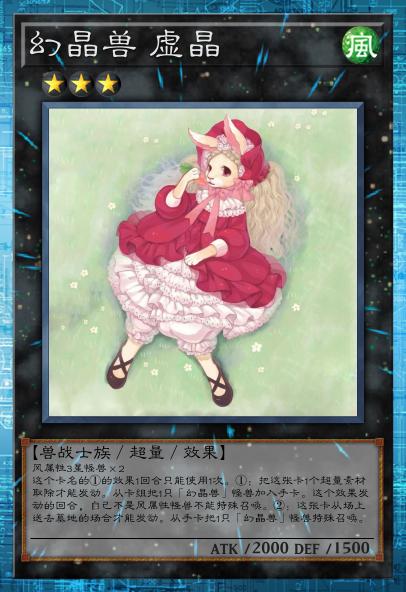 幻晶兽 虚晶
風
【兽战士族／超量／效果】
风属性3星怪兽×2
这个卡名的①的效果1回合只能使用1次。①：把这张卡1个超量素材
取除才能发动。从卡组把1只「幻晶兽」怪兽加入手卡。这个效果发
动的回合，自己不是风属性怪兽不能特殊召唤。②：这张卡从场上
送去墓地的场合才能发动。从手卡把1只「幻晶兽」怪兽特殊召唤。
ATK /2000 DEF /1500